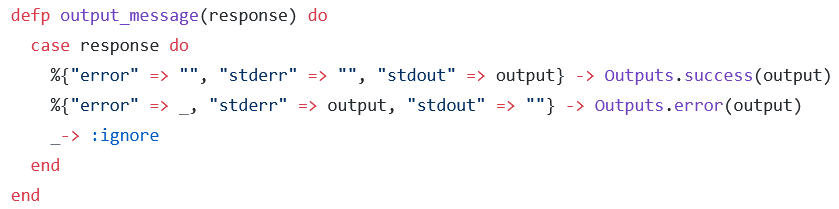 defp output_message(response) do
  case response do
    %{"error" => "", "stderr" => "", "stdout" => output} -> Outputs.success(output)
    %{"error" => _, "stderr" => output, "stdout" => ""} -> Outputs.error(output)
    _-> :ignore
  end
end